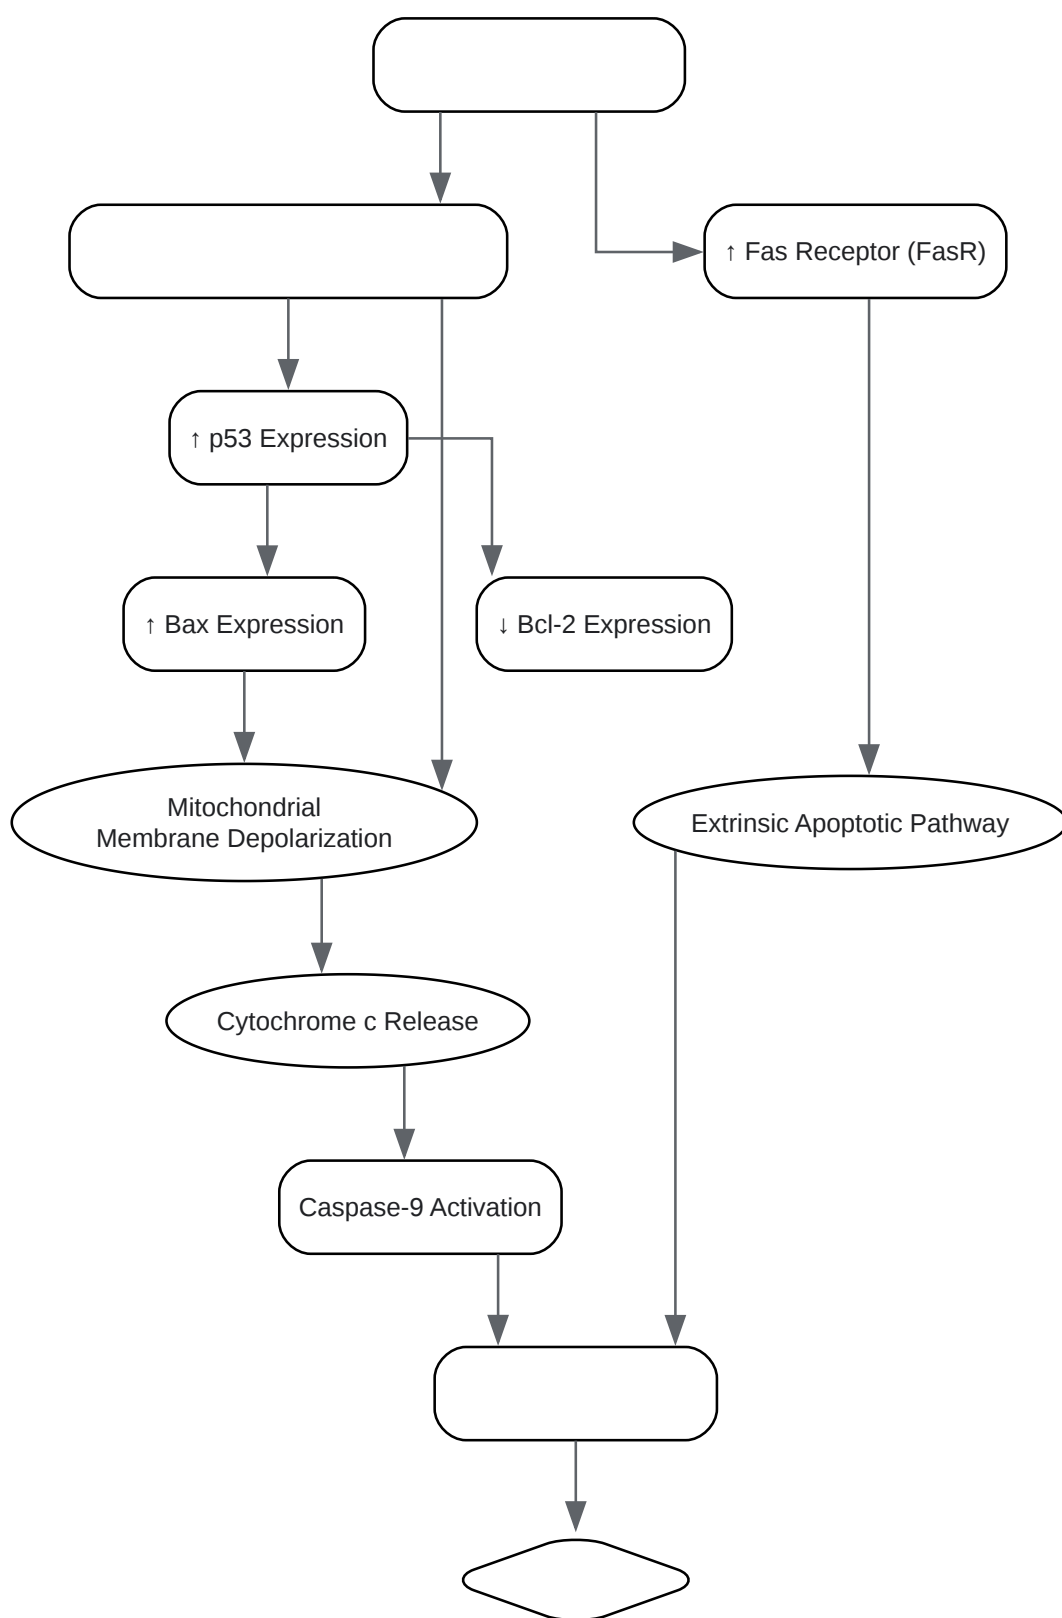 ↑ Fas Receptor (FasR)
↑ p53 Expression
↑ Bax Expression
↓ Bcl-2 Expression
Mitochondrial
Membrane Depolarization
Extrinsic Apoptotic Pathway
Cytochrome c Release
Caspase-9 Activation